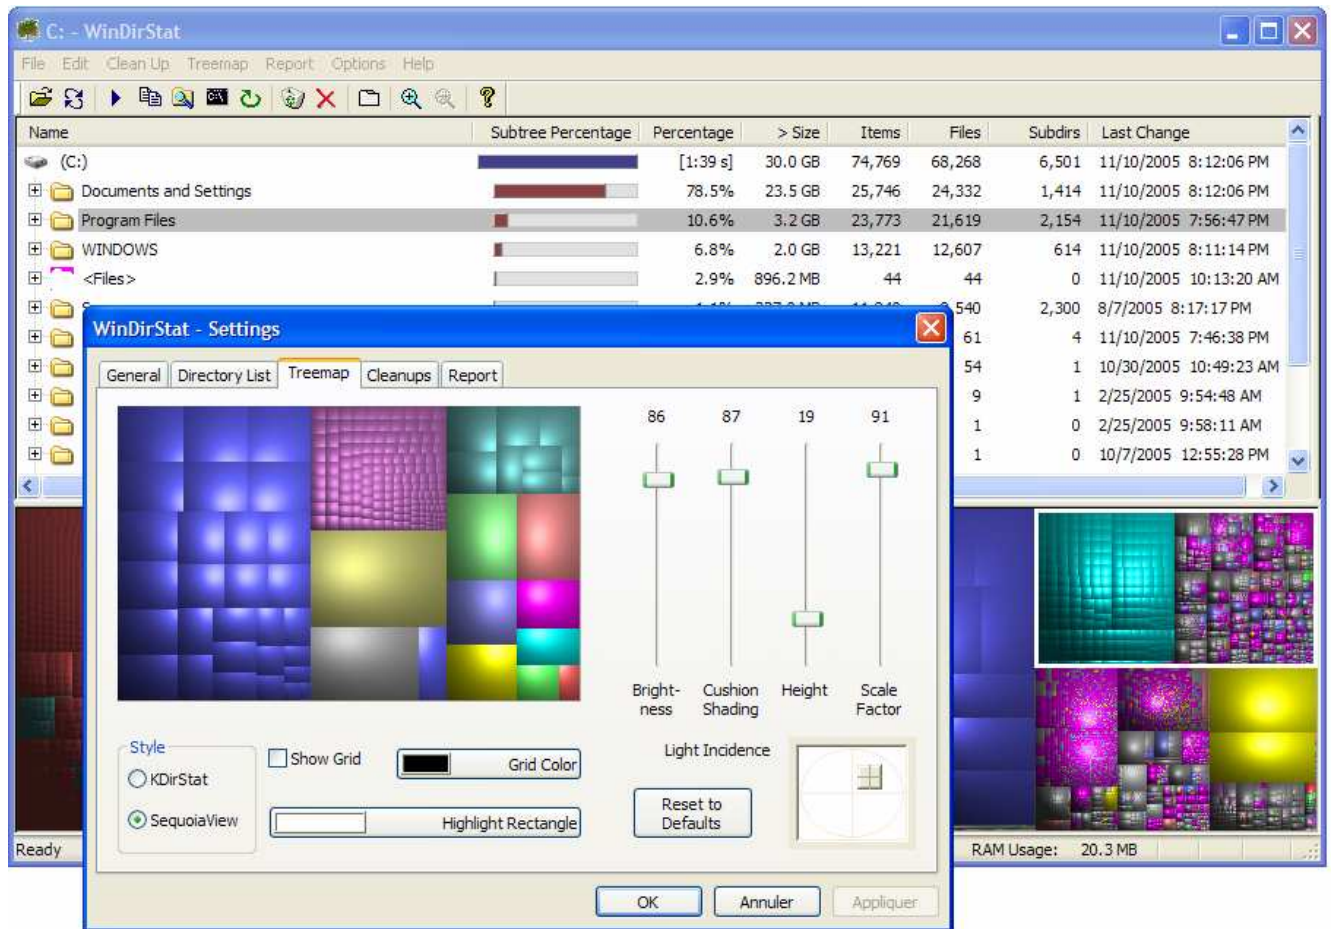 C: - WinDirStat
File Edit Clean Up Treemap Report Options Help
Name Subtree Percentage Percentage > Size Items Files Subdirs Last Change
(C:) [1:39 s] 30.0 GB 74,769 68,268 6,501 11/10/2005 8:12:06 PM
Documents and Settings 78.5% 23.5 GB 25,746 24,332 1,414 11/10/2005 8:12:06 PM
Program Files 10.6% 3.2 GB 23,773 21,619 2,154 11/10/2005 7:56:47 PM
WINDOWS 6.8% 2.0 GB 13,221 12,607 614 11/10/2005 8:11:14 PM
<Files> 2.9% 896.2 MB 44 44 0 11/10/2005 10:13:20 AM
540 2,300 8/7/2005 8:17:17 PM
61 4 11/10/2005 7:46:38 PM
54 1 10/30/2005 10:49:23 AM
9 1 2/25/2005 9:54:48 AM
1 0 2/25/2005 9:58:11 AM
1 0 10/7/2005 12:55:28 PM
WinDirStat - Settings
General Directory List Treemap Cleanups Report
86 87 19 91
Bright-ness Cushion Shading Height Scale Factor
Style
KDirStat
SequoiaView
Show Grid
Grid Color
Highlight Rectangle
Light Incidence
Reset to
Defaults
OK Annuler Appliquer
Ready RAM Usage: 20.3 MB